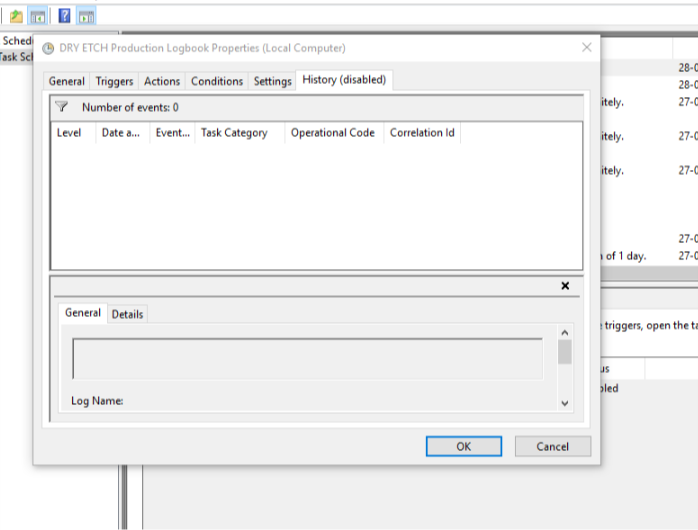 Sched
Task Sch
DRY ETCH Production Logbook Properties (Local Computer)
General Triggers Actions Conditions Settings History (disabled)
Number of events: 0
Level Date a... Event... Task Category Operational Code Correlation Id
General Details
Log Name:
OK Cancel
28-0
28-0
itely. 27-0
itely. 27-0
itely. 27-0
27-0
of 1 day. 27-0
triggers, open the ta
us
bled